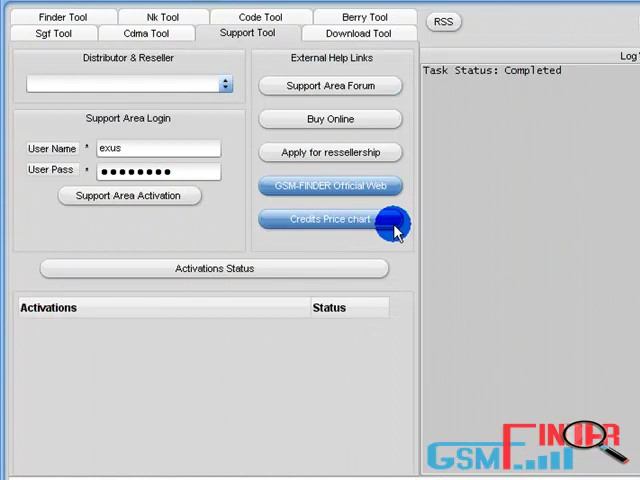 Finder Tool Nk Tool Code Tool Berry Tool RSS
Sgf Tool Cdma Tool Support Tool Download Tool
Distributor & Reseller External Help Links Log
Task Status: Completed
Support Area Forum
Support Area Login Buy Online
User Name * exus Apply for ressellership
User Pass * ●●●●●●●●
GSM-FINDER Official Web
Support Area Activation
Credits Price chart
Activations Status
Activations Status
GSM FINDER